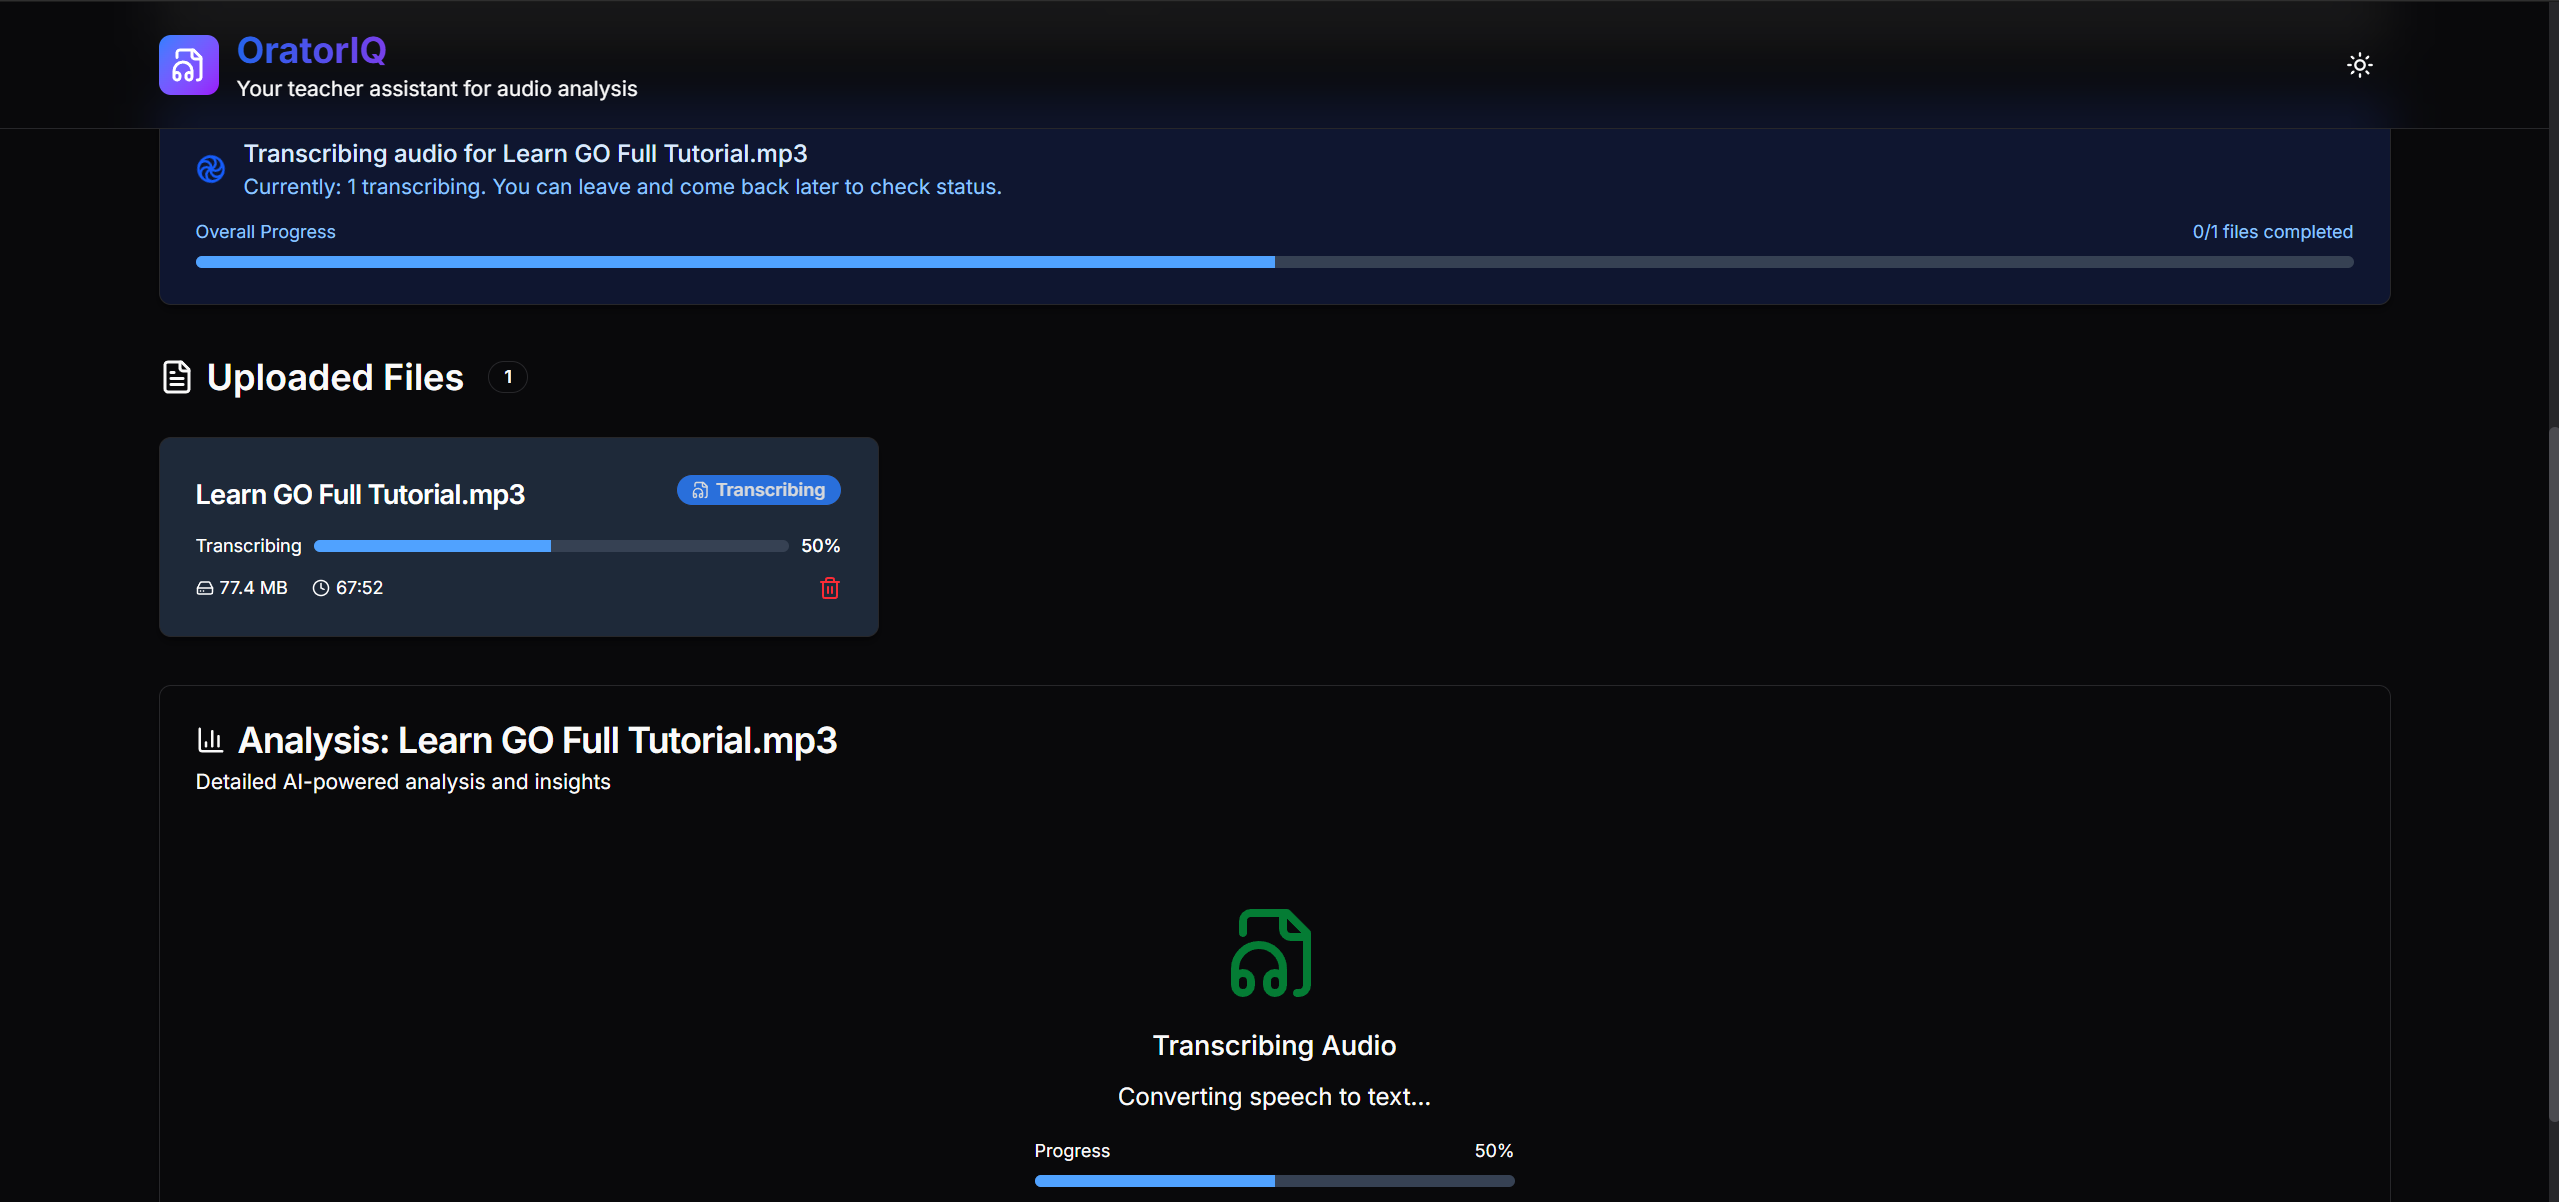 OratorIQ
Your teacher assistant for audio analysis
Transcribing audio for Learn GO Full Tutorial.mp3
Currently: 1 transcribing. You can leave and come back later to check status.
Overall Progress
0/1 files completed
Uploaded Files 1
Learn GO Full Tutorial.mp3
Transcribing
Transcribing 50%
77.4 MB 67:52
Analysis: Learn GO Full Tutorial.mp3
Detailed AI-powered analysis and insights
Transcribing Audio
Converting speech to text...
Progress 50%